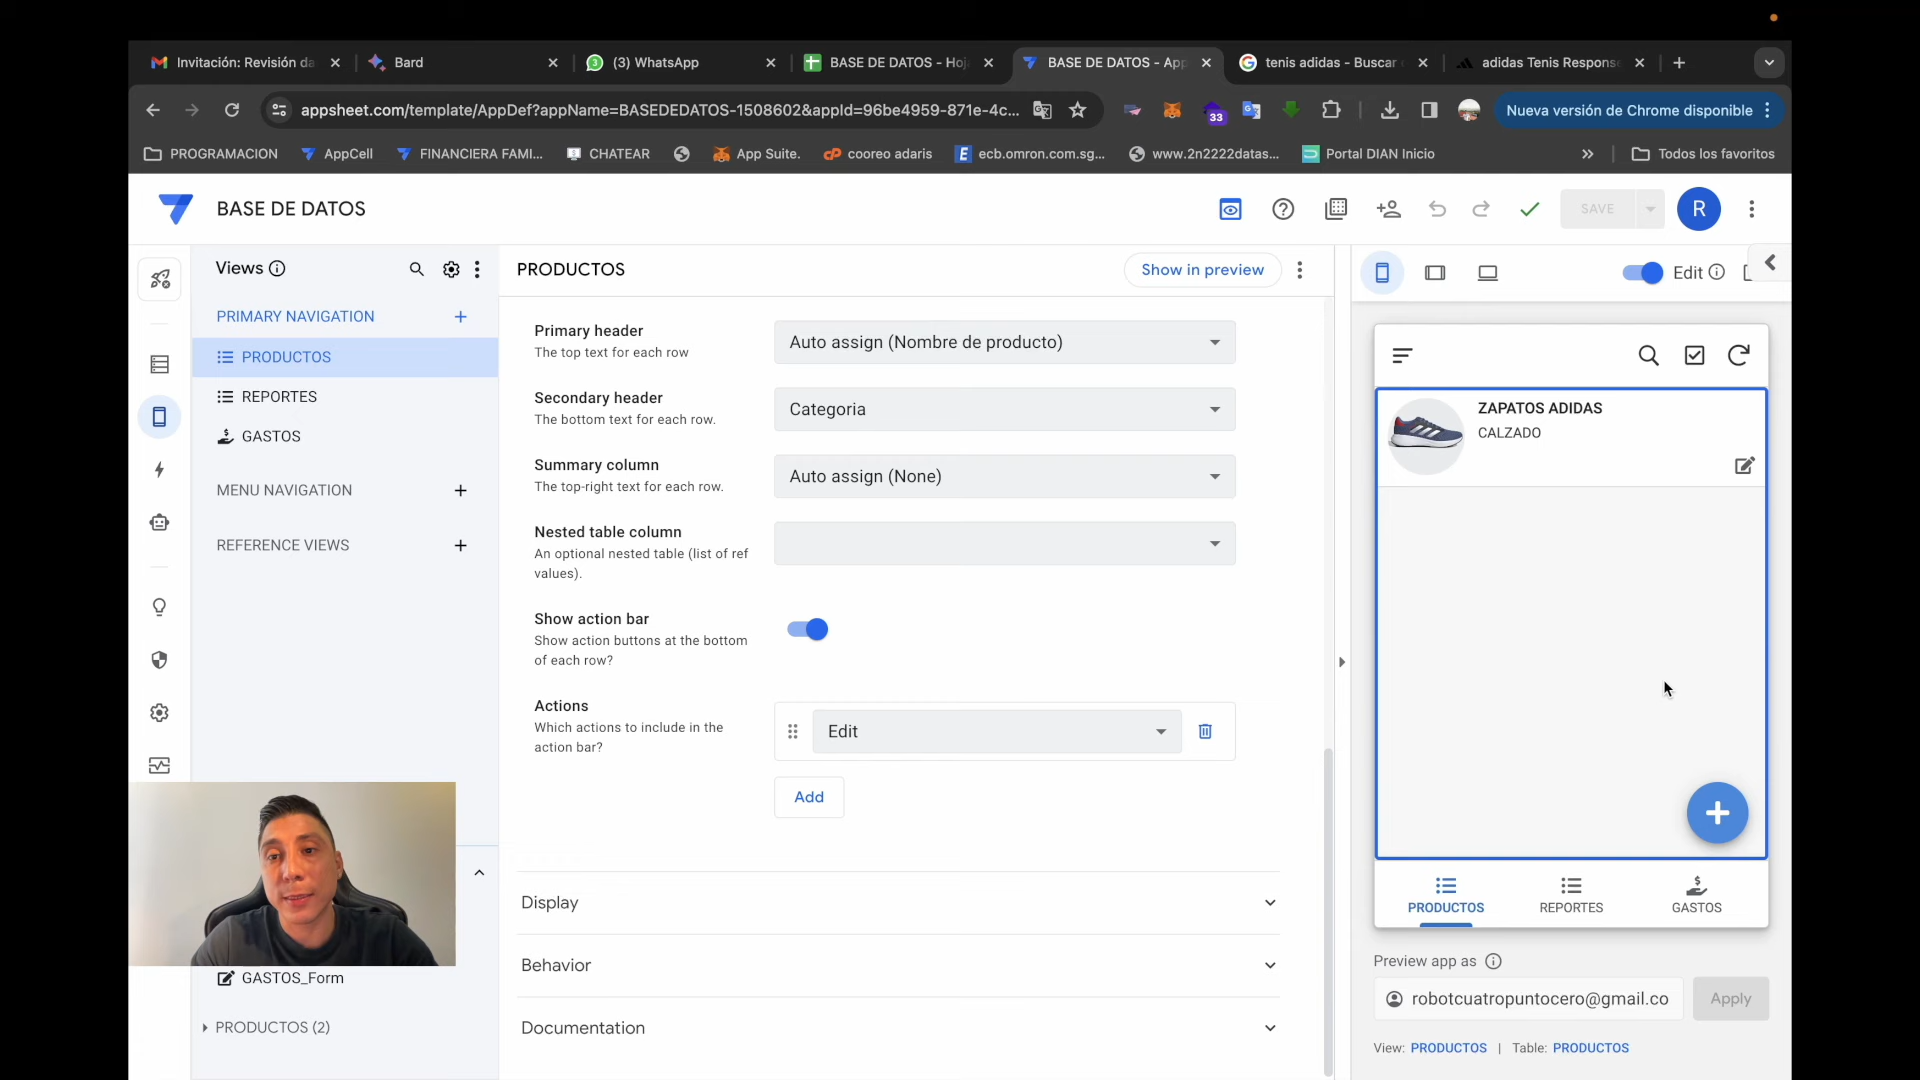 Invitación: Revisión da
Bard
(3) WhatsApp
BASE DE DATOS - Hoj
BASE DE DATOS - App
tenis adidas - Buscar
adidas Tenis Respons
appsheet.com/template/AppDef?appName=BASEDEDATOS-1508602&appId=96be4959-871e-4c...
33
Nueva versión de Chrome disponible
PROGRAMACION
AppCell
FINANCIERA FAMI...
CHATEAR
App Suite.
cooreo adaris
ecb.omron.com.sg...
www.2n2222datas...
Portal DIAN Inicio
Todos los favoritos
BASE DE DATOS
SAVE
R
Views
PRIMARY NAVIGATION
PRODUCTOS
REPORTES
GASTOS
MENU NAVIGATION
REFERENCE VIEWS
GASTOS_Form
PRODUCTOS (2)
PRODUCTOS
Show in preview
Primary header
The top text for each row
Auto assign (Nombre de producto)
Secondary header
The bottom text for each row.
Categoria
Summary column
The top-right text for each row.
Auto assign (None)
Nested table column
An optional nested table (list of ref
values).
Show action bar
Show action buttons at the bottom
of each row?
Actions
Which actions to include in the
action bar?
Edit
Add
Display
Behavior
Documentation
Edit
ZAPATOS ADIDAS
CALZADO
PRODUCTOS
REPORTES
GASTOS
Preview app as
robotcuatropuntocero@gmail.co
Apply
View: PRODUCTOS | Table: PRODUCTOS